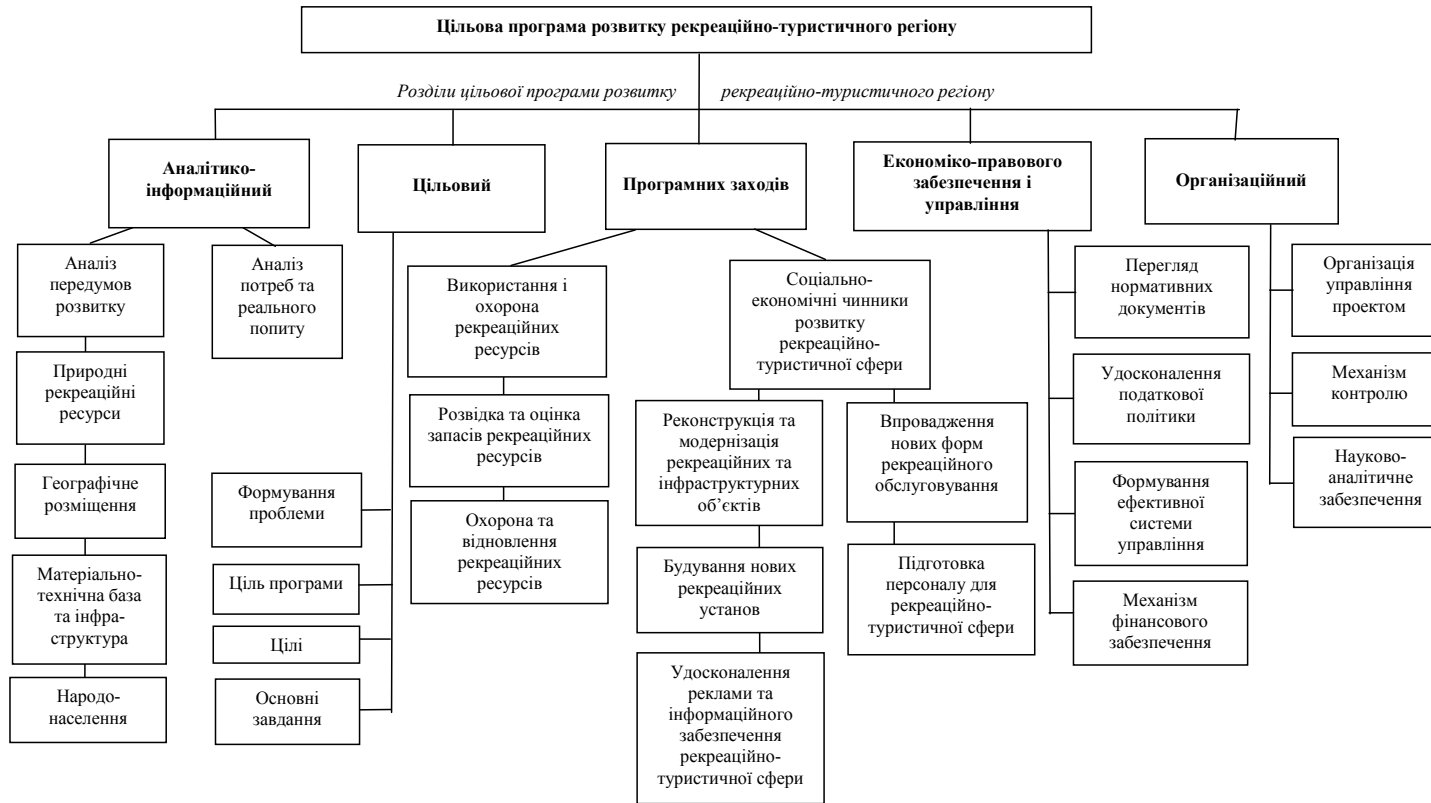 Цільова програма розвитку рекреаційно-туристичного регіону
Розділи цільової програми розвитку рекреаційно-туристичного регіону
Аналітико-
інформаційний
Цільовий
Програмних заходів
Економіко-правового
забезпечення і
управління
Організаційний
Аналіз
передумов
розвитку
Природні
рекреаційні
ресурси
Географічне
розміщення
Матеріально-
технічна база
та інфра-
структура
Народо-
населення
Аналіз
потреб та
реального
попиту
Формування
проблеми
Ціль програми
Цілі
Основні
завдання
Використання і
охорона
рекреаційних
ресурсів
Розвідка та оцінка
запасів рекреаційних
ресурсів
Охорона та
відновлення
рекреаційних
ресурсів
Соціально-
економічні чинники
розвитку
рекреаційно-
туристичної сфери
Реконструкція та
модернізація
рекреаційних та
інфраструктурних
об’єктів
Будування нових
рекреаційних
установ
Удосконалення
реклами та
інформаційного
забезпечення
рекреаційно-
туристичної сфери
Впровадження
нових форм
рекреаційного
обслуговування
Підготовка
персоналу для
рекреаційно-
туристичної сфери
Перегляд
нормативних
документів
Удосконалення
податкової
політики
Формування
ефективної
системи
управління
Механізм
фінансового
забезпечення
Організація
управління
проектом
Механізм
контролю
Науково-
аналітичне
забезпечення